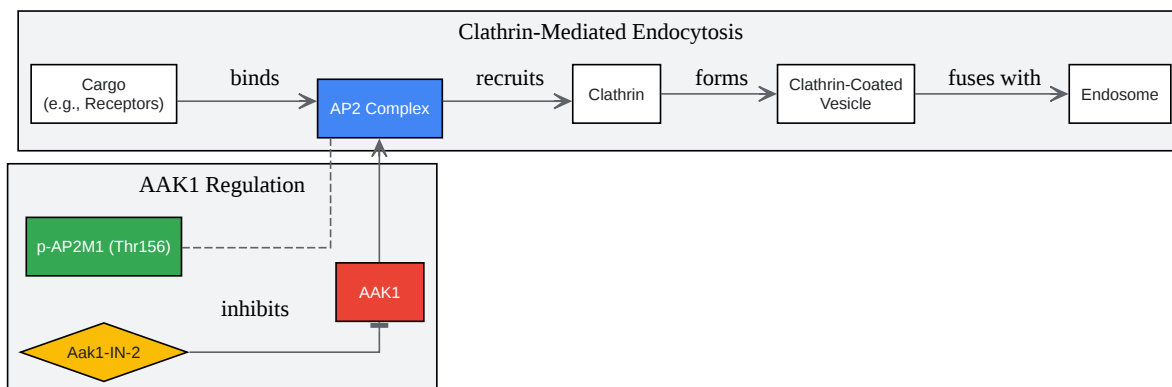 Clathrin-Mediated Endocytosis
Cargo
(e.g., Receptors)
binds
AP2 Complex
recruits
Clathrin
forms
Clathrin-Coated
Vesicle
fuses with
Endosome
AAK1 Regulation
p-AP2M1 (Thr156)
AAK1
inhibits
Aak1-IN-2